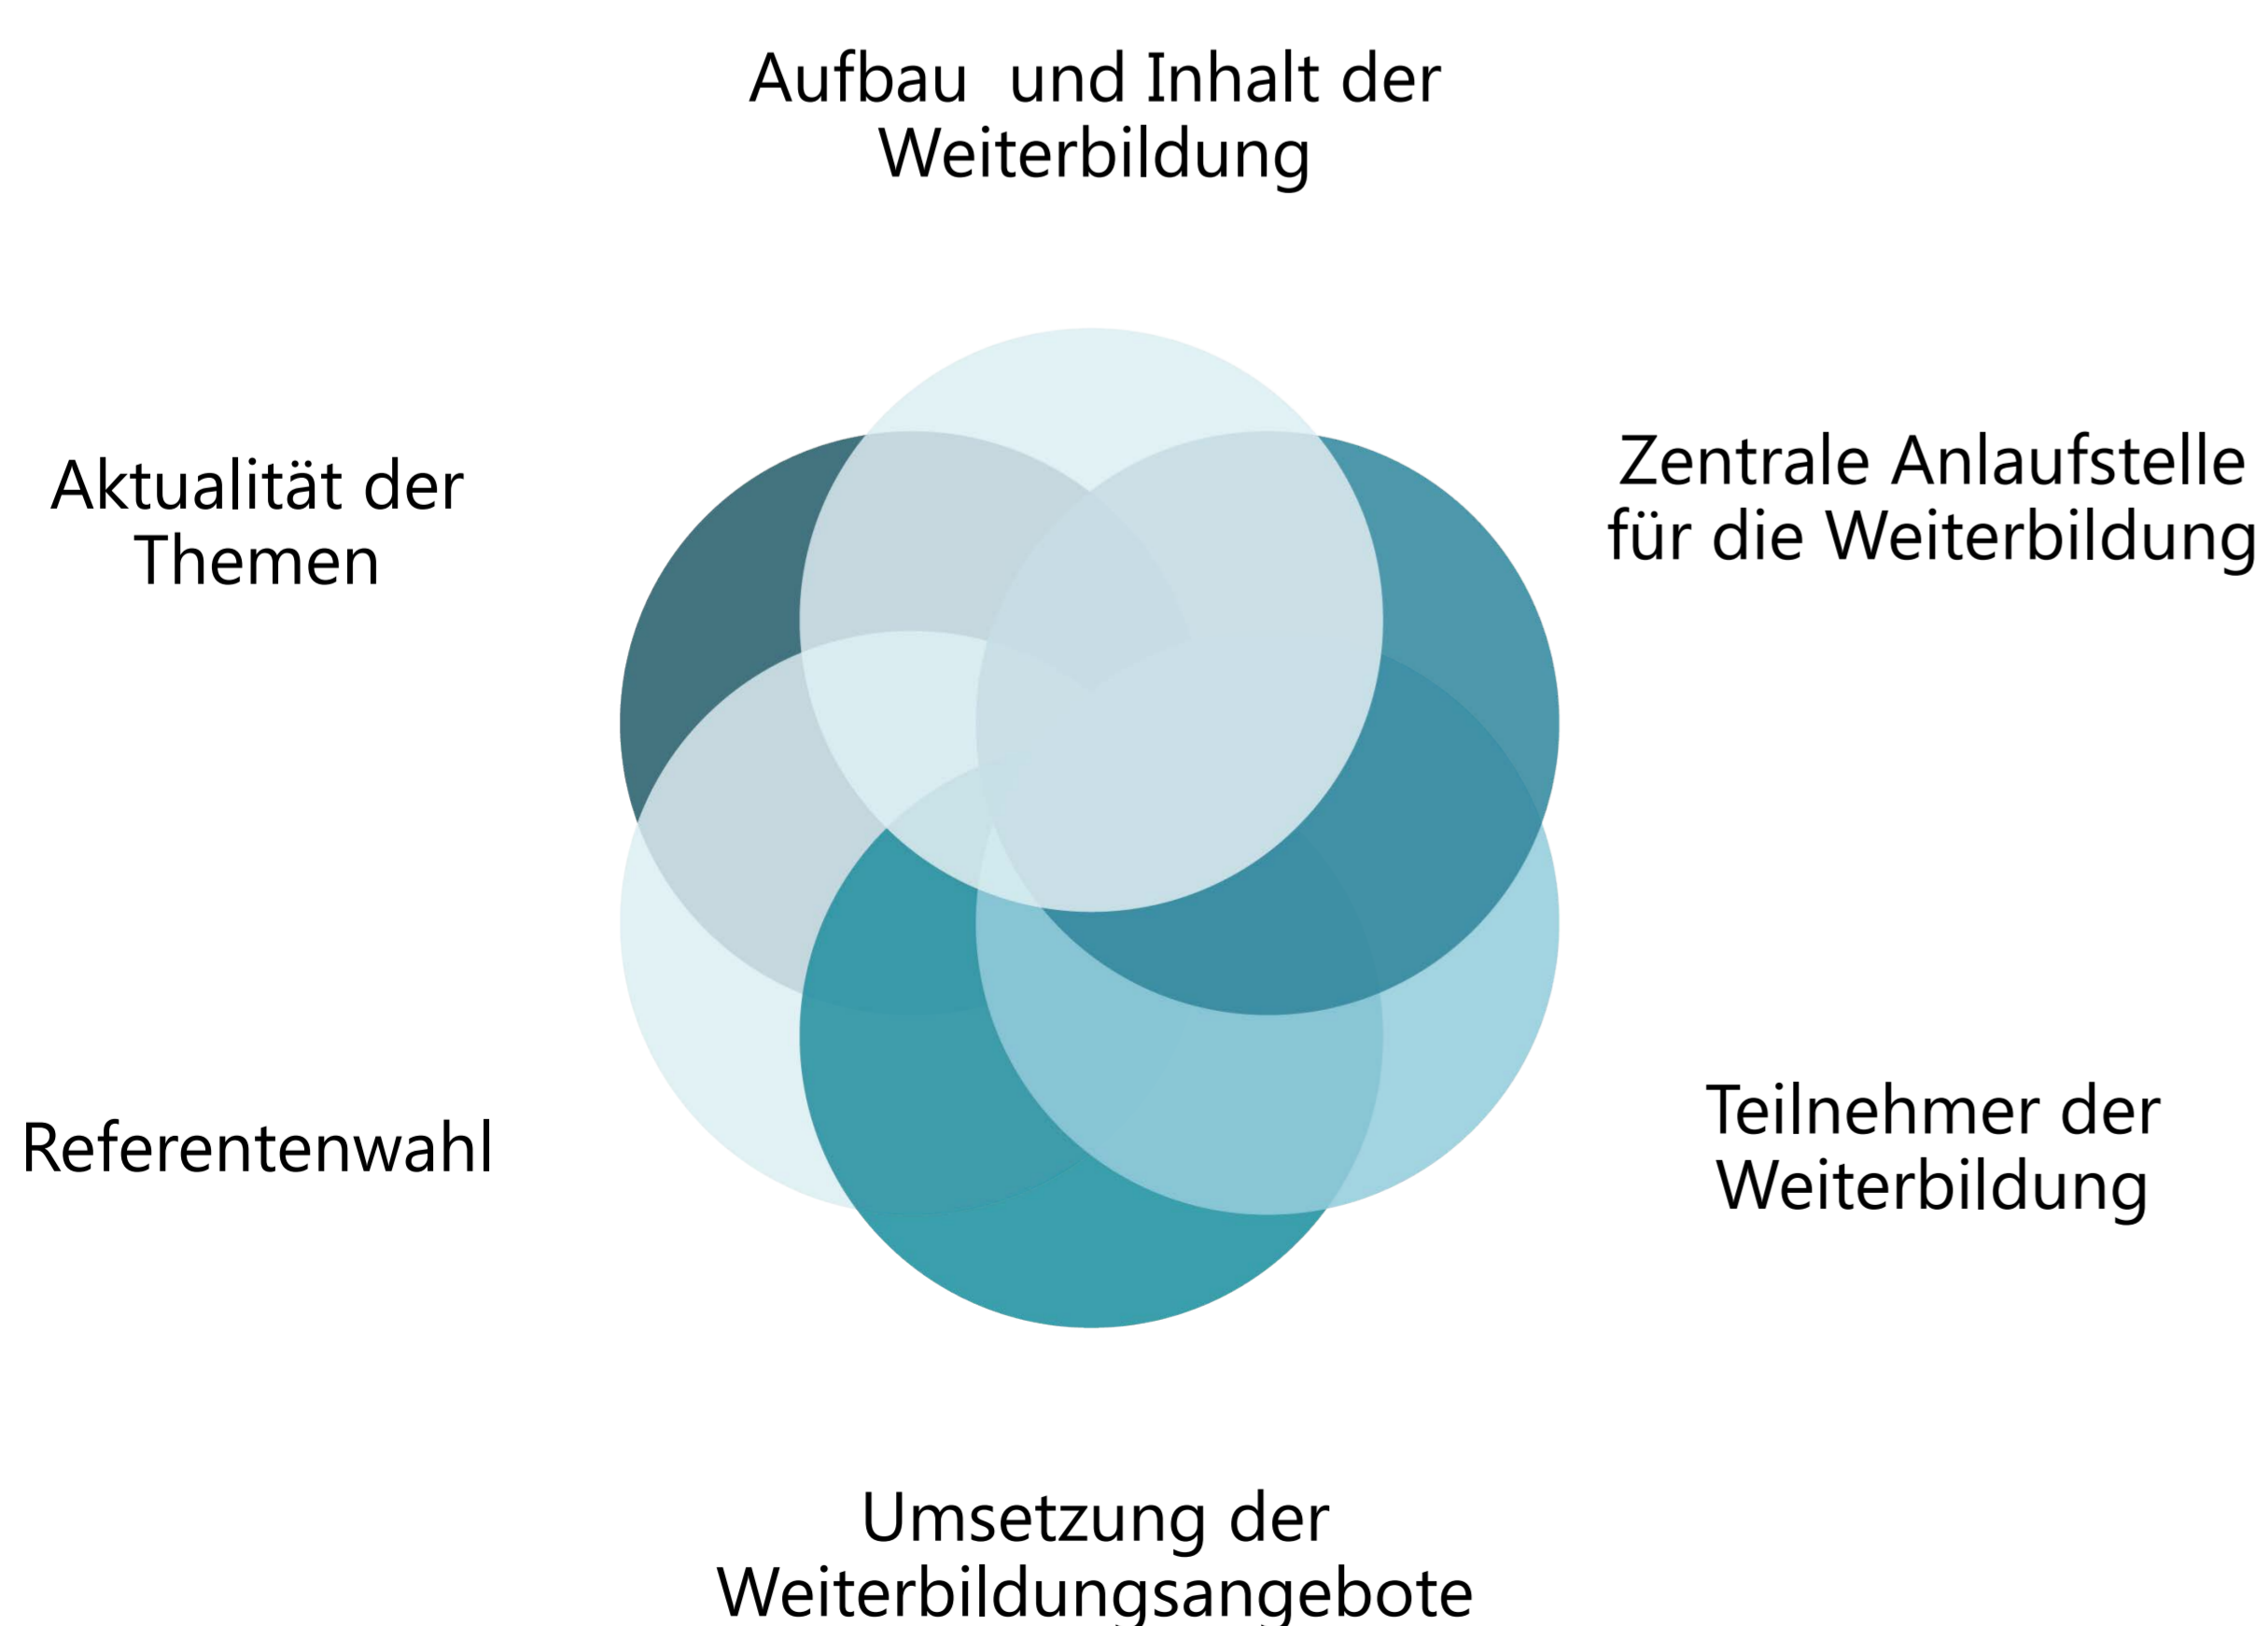 Aufbau  und Inhalt der
Weiterbildung
Zentrale Anlaufstelle
für die Weiterbildung
Aktualität der
Themen
Teilnehmer der
Weiterbildung
Referentenwahl
Umsetzung der
Weiterbildungsangebote